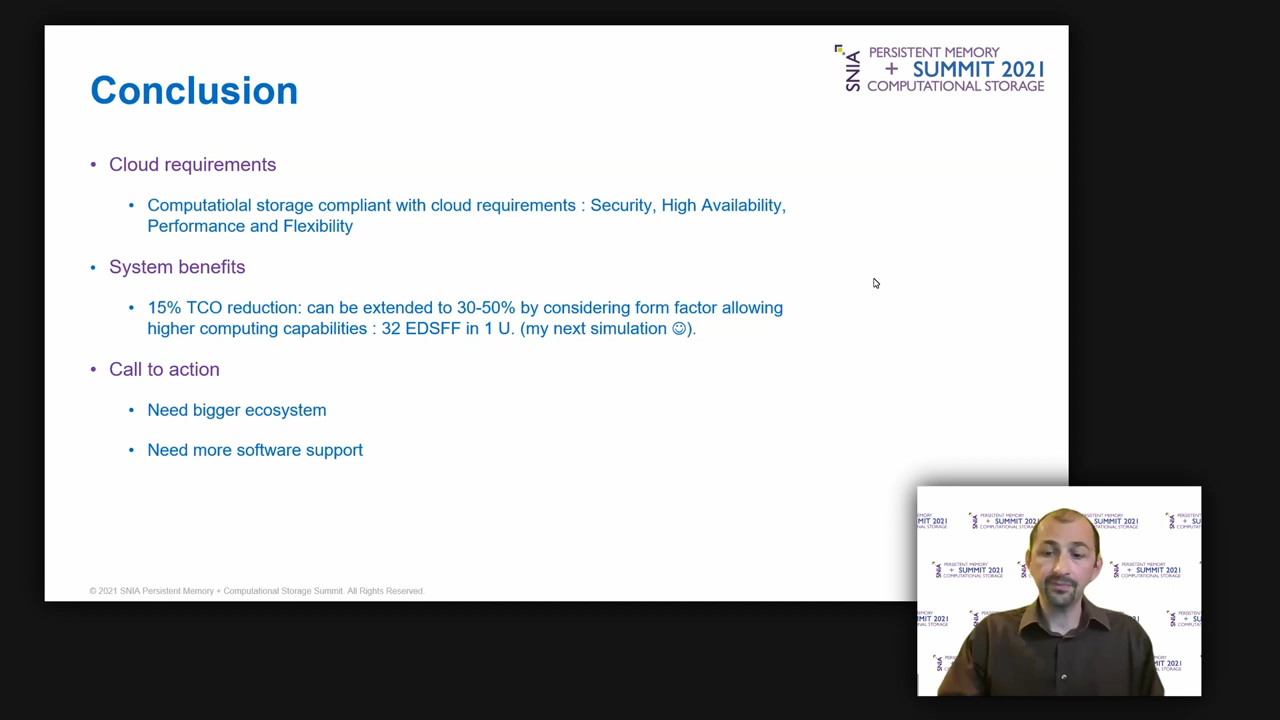 Conclusion
SNIA
PERSISTENT MEMORY
+ SUMMIT 2021
COMPUTATIONAL STORAGE
• Cloud requirements
• Computatiolal storage compliant with cloud requirements : Security, High Availability,
Performance and Flexibility
• System benefits
• 15% TCO reduction: can be extended to 30-50% by considering form factor allowing
higher computing capabilities : 32 EDSFF in 1 U. (my next simulation ☺).
• Call to action
• Need bigger ecosystem
• Need more software support
© 2021 SNIA Persistent Memory + Computational Storage Summit. All Rights Reserved.